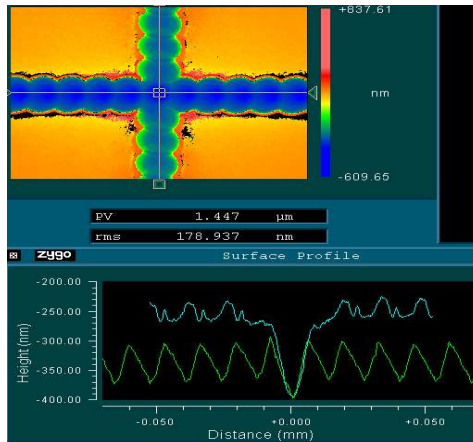 +837.61
nm
-609.65
PV 1.447 µm
rms 178.937 nm
zygo Surface Profile
-200.00
-250.00
-300.00
-350.00
-400.00
Height (nm)
-0.050 +0.000 +0.050
Distance (mm)